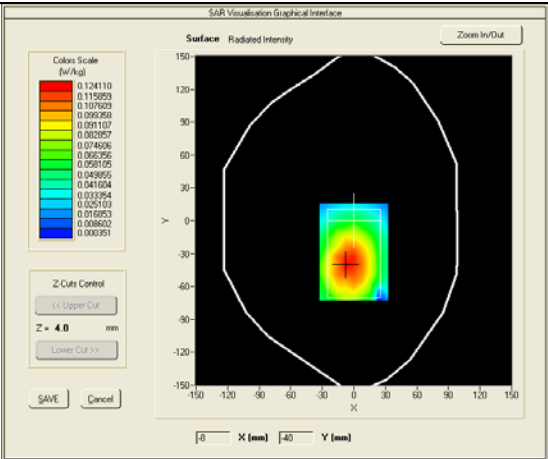 SAR Visualisation Graphical Interface
Surface Radiated Intensity
Zoom In/Out
Colors Scale
(W/kg)
0.124110
0.115859
0.107609
0.099358
0.091107
0.082857
0.074606
0.066356
0.058105
0.049855
0.041604
0.033354
0.025103
0.016853
0.008602
0.000351
150
120
90
60
30
0
-30
-60
-90
-120
-150
Y
-150 -120 -90 -60 -30 0 30 60 90 120 150
X
Z-Cuts Control
<< Upper Cut
Z = 4.0 mm
Lower Cut >>
SAVE Cancel
-8 X (mm) -40 Y (mm)